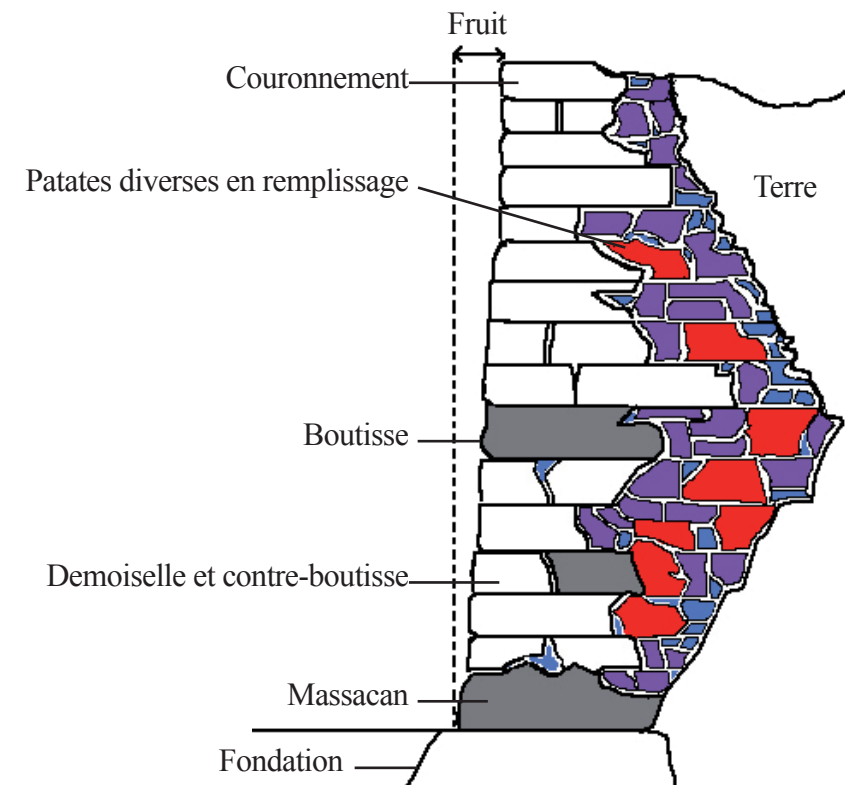 Fruit
Couronnement
Patates diverses en remplissage
Terre
Boutisse
Demoiselle et contre-boutisse
Massacan
Fondation